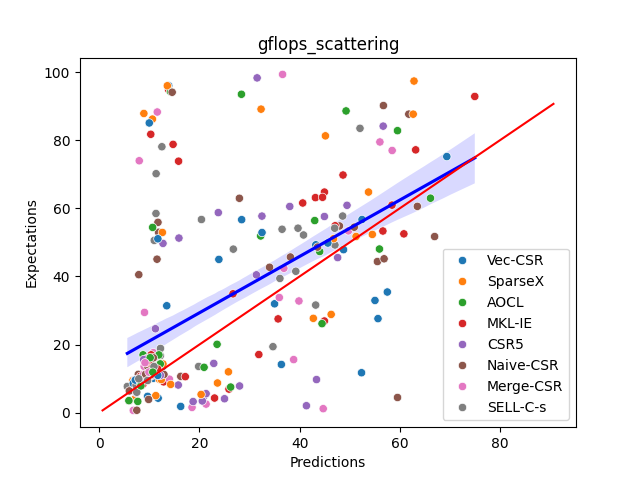 gflops_scattering
Expectations
100
80
60
40
20
0
0 20 40 60 80
Predictions
Vec-CSR
SparseX
AOCL
MKL-IE
CSR5
Naive-CSR
Merge-CSR
SELL-C-s